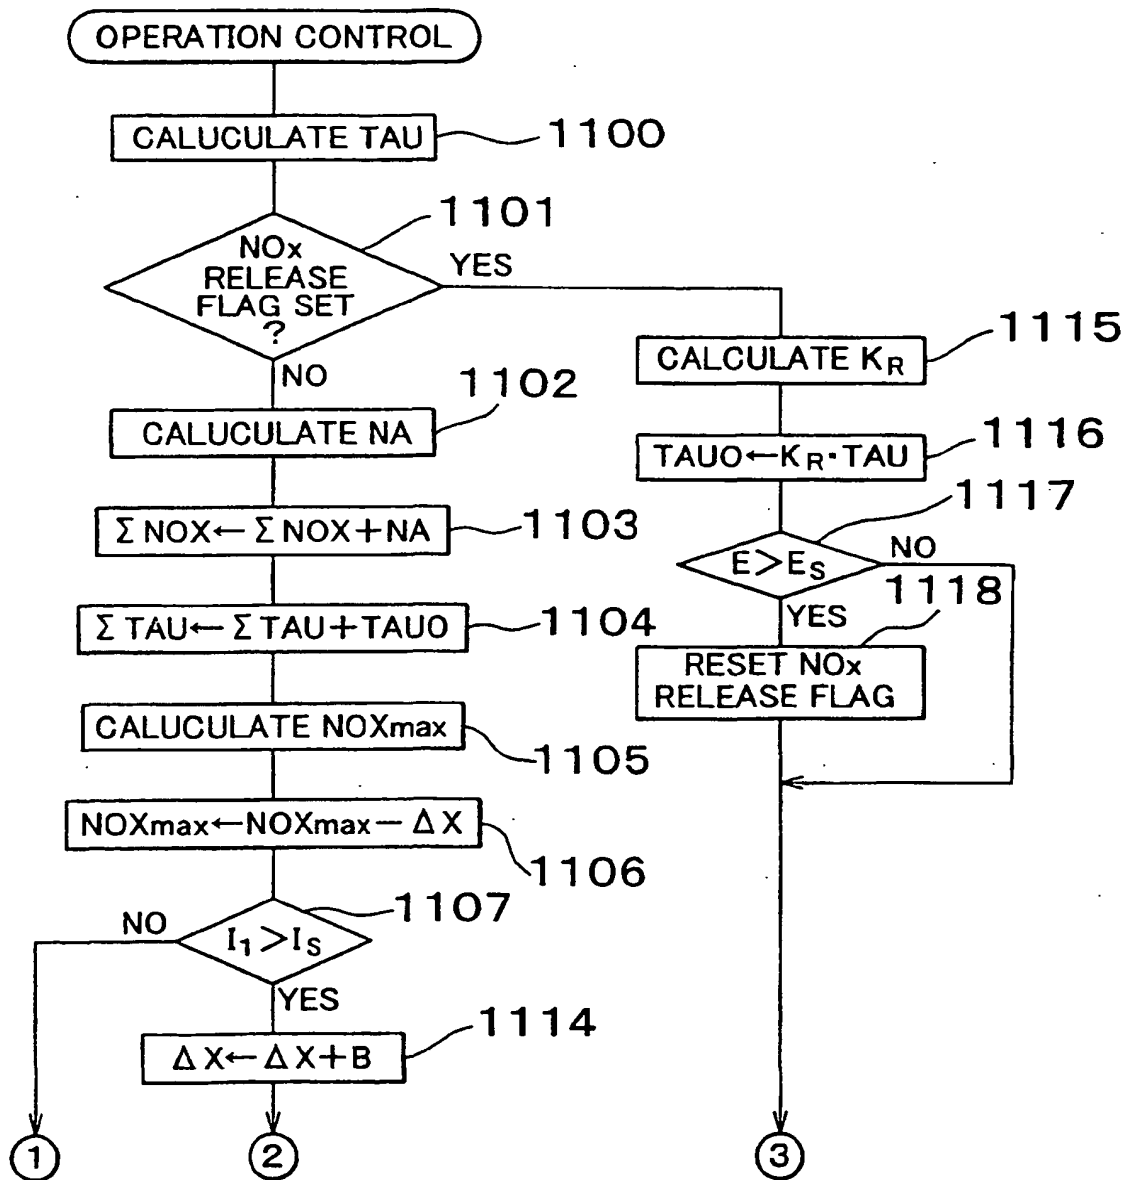 OPERATION CONTROL
CALUCULATE TAU
1100
1101
NOx
RELEASE
FLAG SET
?
YES
NO
1102
CALUCULATE NA
ΣNOX←ΣNOX+NA
1103
ΣTAU←ΣTAU+TAUO
1104
CALUCULATE NOXmax
1105
NOXmax←NOXmax−ΔX
1106
1107
NO
I1>IS
YES
1114
ΔX←ΔX+B
1
2
1115
CALCULATE KR
1116
TAUO←KR·TAU
1117
E>ES
NO
YES
1118
RESET NOx
RELEASE FLAG
3